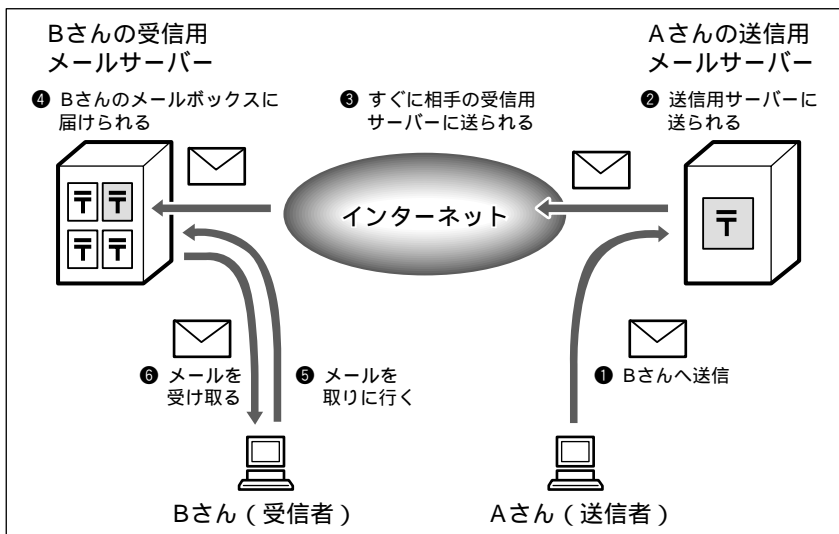 Bさんの受信用
メールサーバー
Aさんの送信用
メールサーバー
❹ Bさんのメールボックスに
届けられる
❸ すぐに相手の受信用
サーバーに送られる
❷ 送信用サーバーに
送られる
〒 〒
〒 〒
インターネット
〒
❻ メールを
受け取る
❺ メールを
取りに行く
❶ Bさんへ送信
Bさん（受信者）
Aさん（送信者）